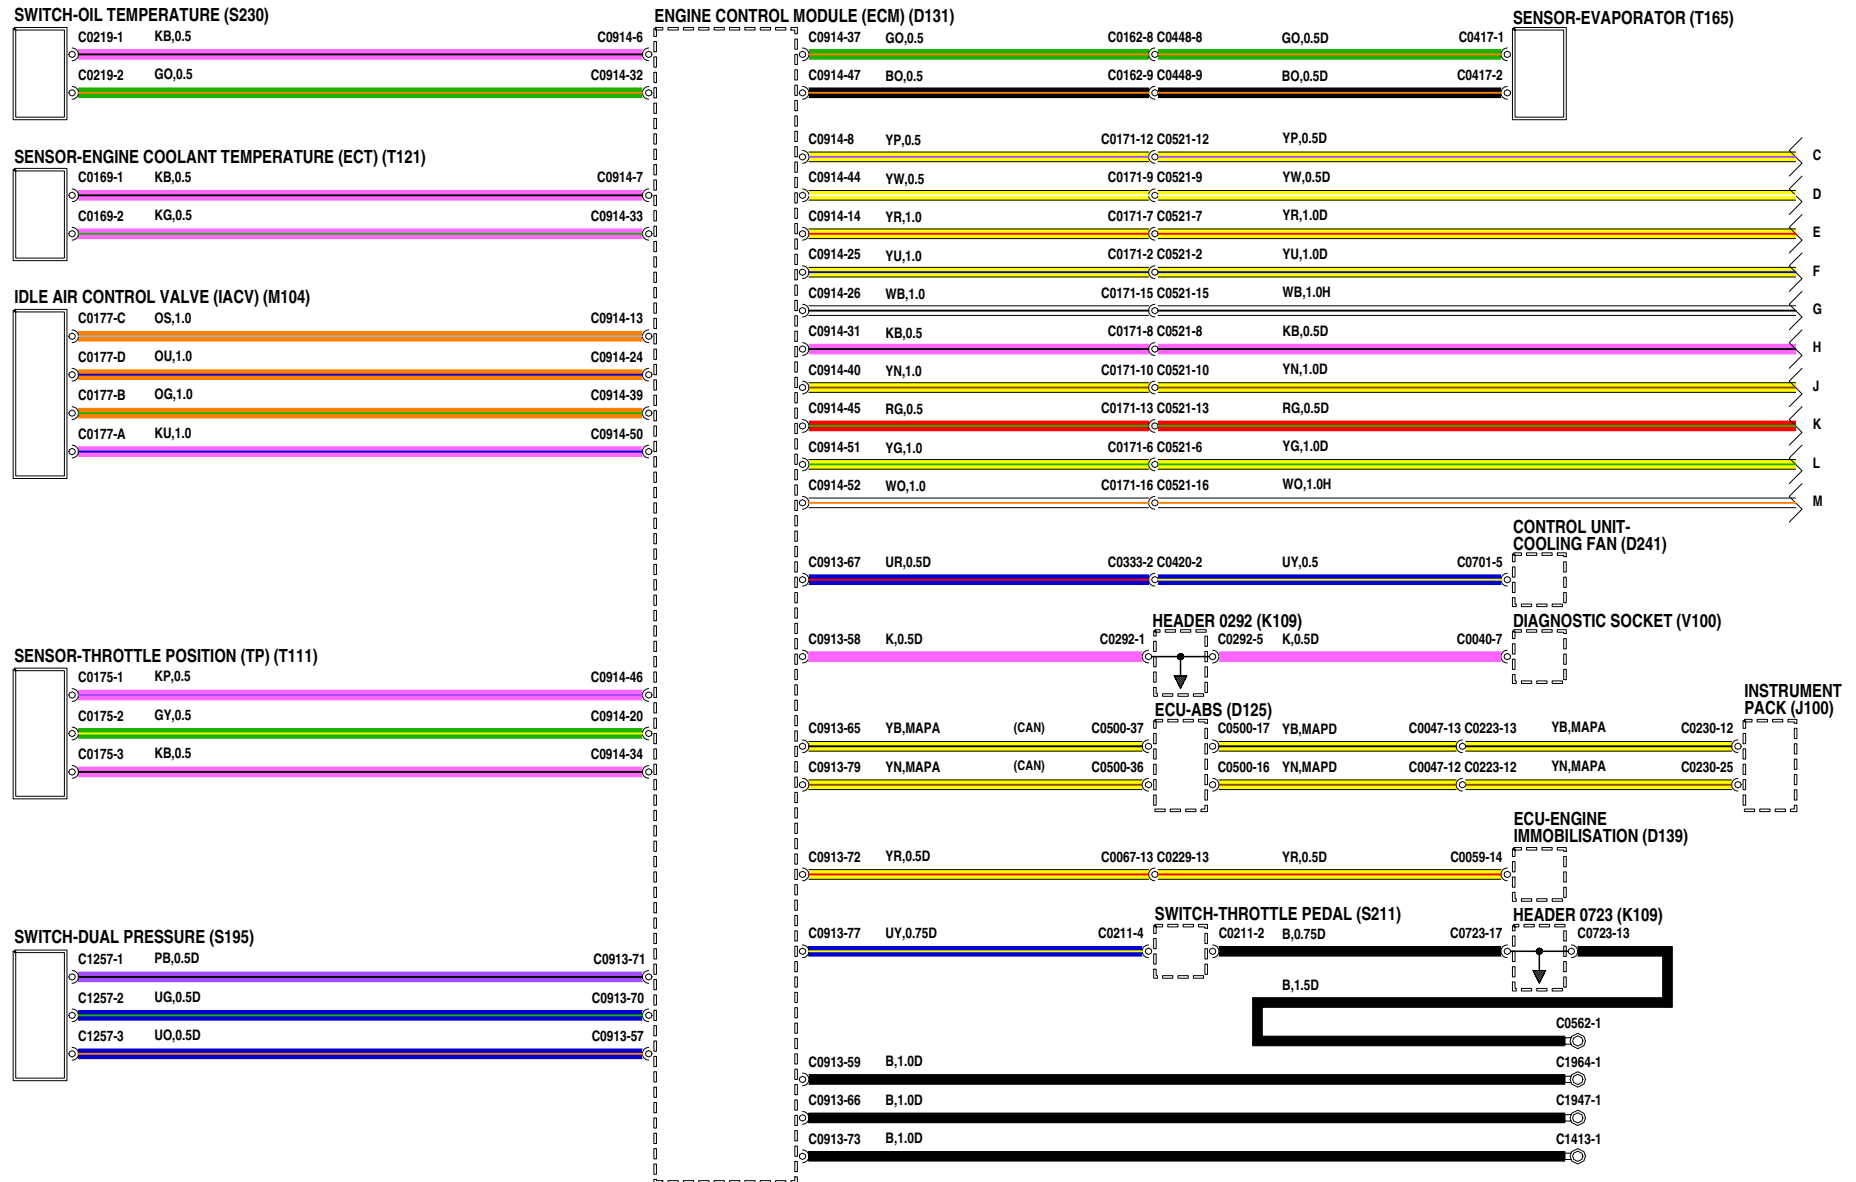 SWITCH-OIL TEMPERATURE (S230)
C0219-1 KB,0.5 C0914-6
C0219-2 GO,0.5 C0914-32
SENSOR-ENGINE COOLANT TEMPERATURE (ECT) (T121)
C0169-1 KB,0.5 C0914-7
C0169-2 KG,0.5 C0914-33
IDLE AIR CONTROL VALVE (IACV) (M104)
C0177-C OS,1.0 C0914-13
C0177-D OU,1.0 C0914-24
C0177-B OG,1.0 C0914-39
C0177-A KU,1.0 C0914-50
SENSOR-THROTTLE POSITION (TP) (T111)
C0175-1 KP,0.5 C0914-46
C0175-2 GY,0.5 C0914-20
C0175-3 KB,0.5 C0914-34
SWITCH-DUAL PRESSURE (S195)
C1257-1 PB,0.5D C0913-71
C1257-2 UG,0.5D C0913-70
C1257-3 UO,0.5D C0913-57
ENGINE CONTROL MODULE (ECM) (D131)
SENSOR-EVAPORATOR (T165)
C0914-37 GO,0.5 C0162-8 C0448-8 GO,0.5D C0417-1
C0914-47 BO,0.5 C0162-9 C0448-9 BO,0.5D C0417-2
C0914-8 YP,0.5 C0171-12 C0521-12 YP,0.5D C
C0914-44 YW,0.5 C0171-9 C0521-9 YW,0.5D D
C0914-14 YR,1.0 C0171-7 C0521-7 YR,1.0D E
C0914-25 YU,1.0 C0171-2 C0521-2 YU,1.0D F
C0914-26 WB,1.0 C0171-15 C0521-15 WB,1.0H G
C0914-31 KB,0.5 C0171-8 C0521-8 KB,0.5D H
C0914-40 YN,1.0 C0171-10 C0521-10 YN,1.0D J
C0914-45 RG,0.5 C0171-13 C0521-13 RG,0.5D K
C0914-51 YG,1.0 C0171-6 C0521-6 YG,1.0D L
C0914-52 WO,1.0 C0171-16 C0521-16 WO,1.0H M
CONTROL UNIT-
COOLING FAN (D241)
C0913-67 UR,0.5D C0333-2 C0420-2 UY,0.5 C0701-5
HEADER 0292 (K109) DIAGNOSTIC SOCKET (V100)
C0913-58 K,0.5D C0292-1 C0292-5 K,0.5D C0040-7
INSTRUMENT
PACK (J100)
ECU-ABS (D125)
C0913-65 YB,MAPA (CAN) C0500-37 C0500-17 YB,MAPD C0047-13 C0223-13 YB,MAPA C0230-12
C0913-79 YN,MAPA (CAN) C0500-36 C0500-16 YN,MAPD C0047-12 C0223-12 YN,MAPA C0230-25
ECU-ENGINE
IMMOBILISATION (D139)
C0913-72 YR,0.5D C0067-13 C0229-13 YR,0.5D C0059-14
SWITCH-THROTTLE PEDAL (S211) HEADER 0723 (K109)
C0913-77 UY,0.75D C0211-4 C0211-2 B,0.75D C0723-17 C0723-13
B,1.5D
C0562-1
C0913-59 B,1.0D C1964-1
C0913-66 B,1.0D C1947-1
C0913-73 B,1.0D C1413-1